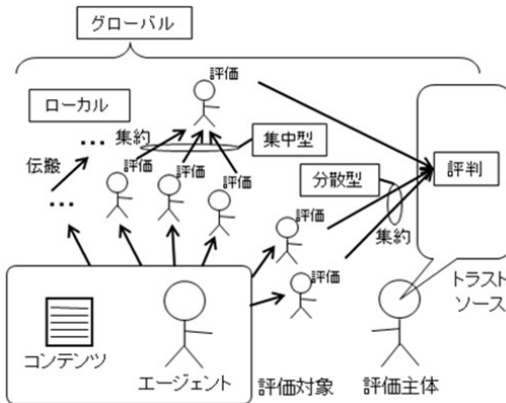 グローバル
評価
ローカル
集約
集中型
伝搬
評価
評価
評価
分散型
評判
評価
集約
評価
トラスト
ソース
コンテンツ
エージェント
評価対象
評価主体